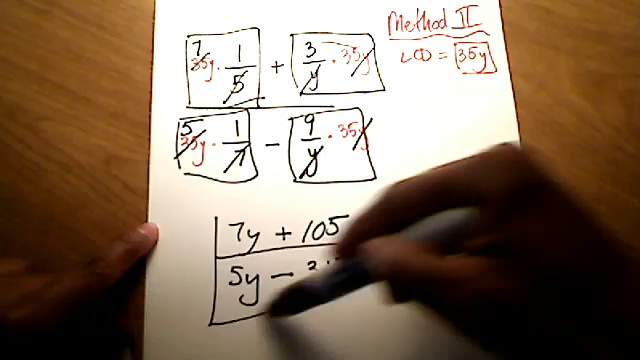 Method II
LCD = 35y
7
35y · 1/5 + 3/y · 35y
5
35y · 1/7 − 9/y · 35y
7y + 105
5y −